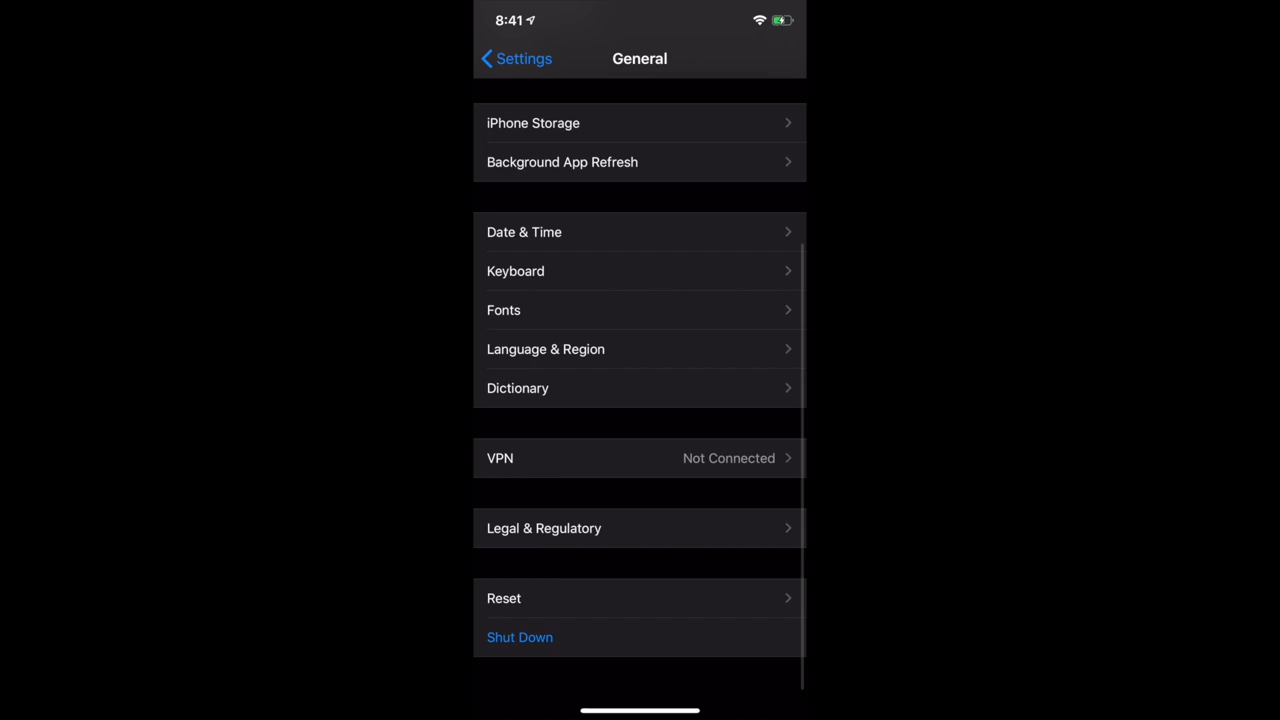 8:41
Settings
General
iPhone Storage
Background App Refresh
Date & Time
Keyboard
Fonts
Language & Region
Dictionary
VPN Not Connected
Legal & Regulatory
Reset
Shut Down